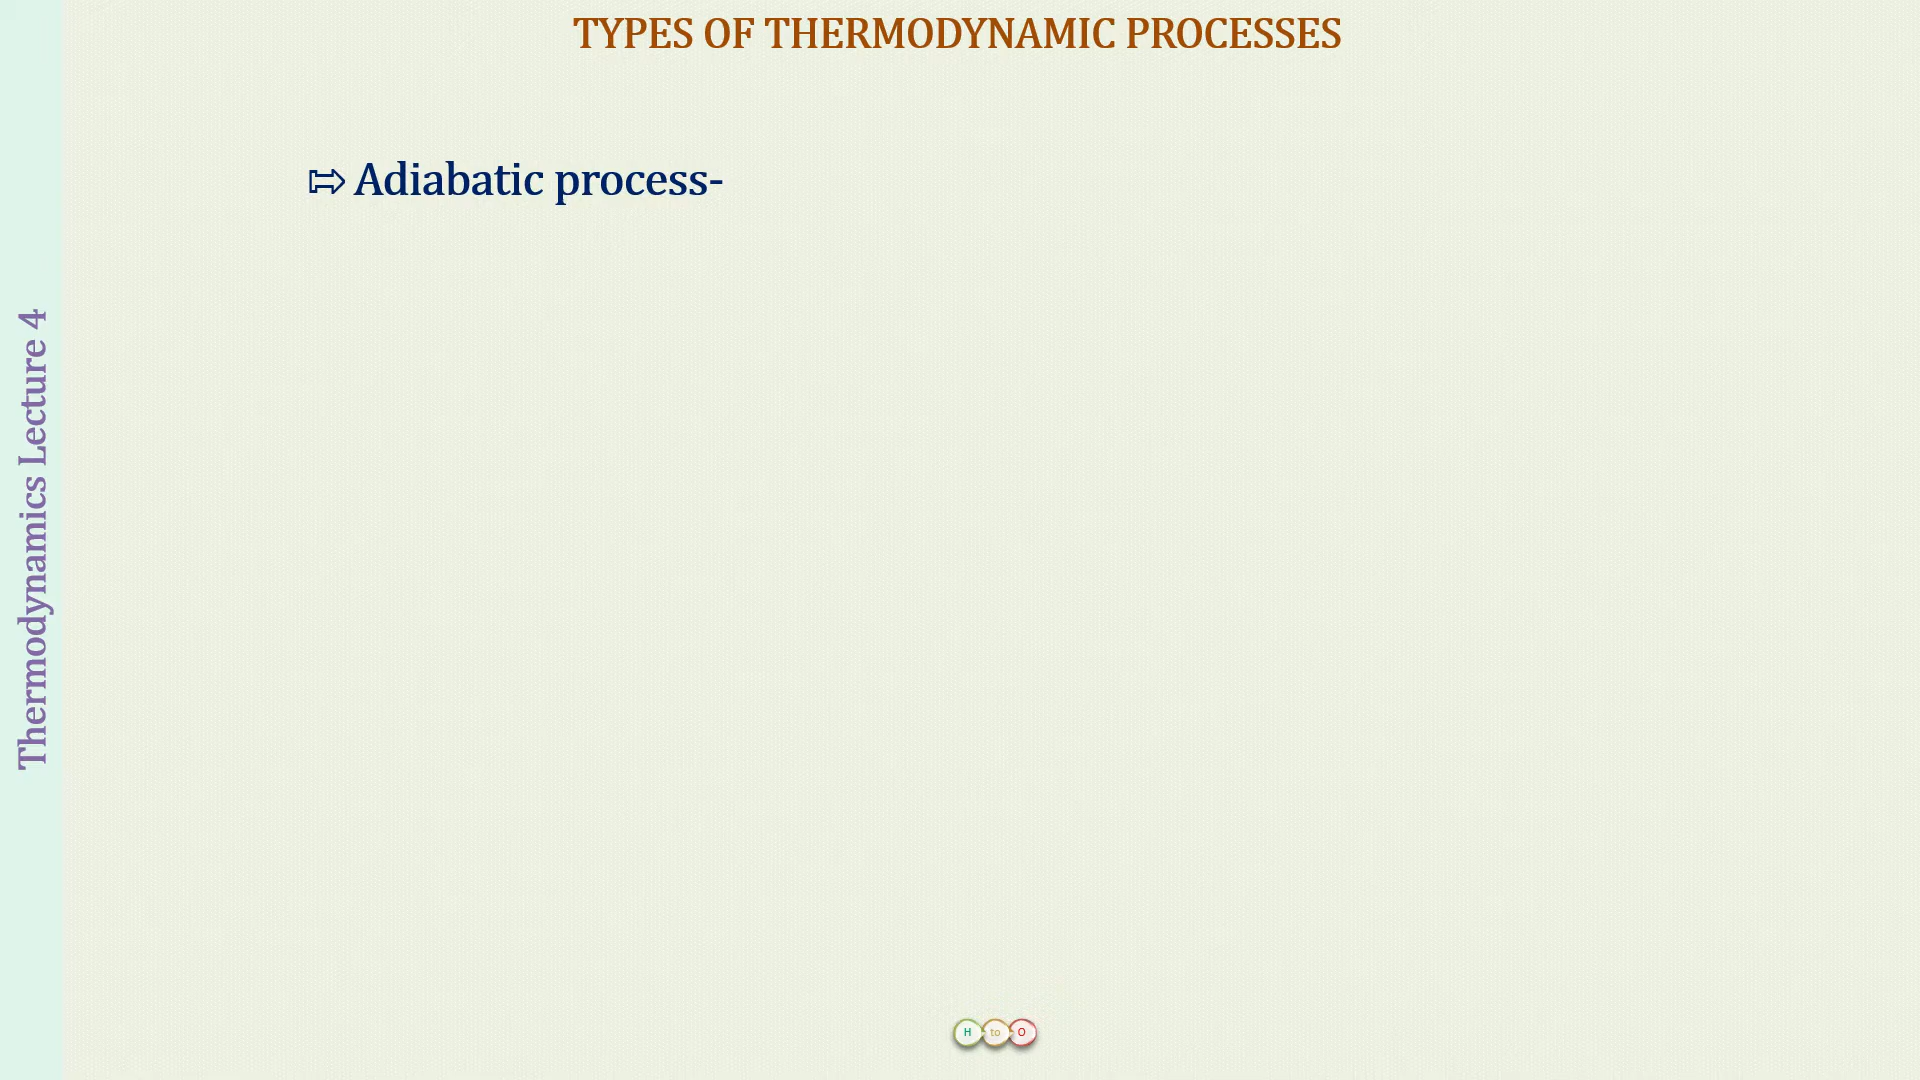 TYPES OF THERMODYNAMIC PROCESSES
⇰ Adiabatic process-
Thermodynamics Lecture 4
H to O